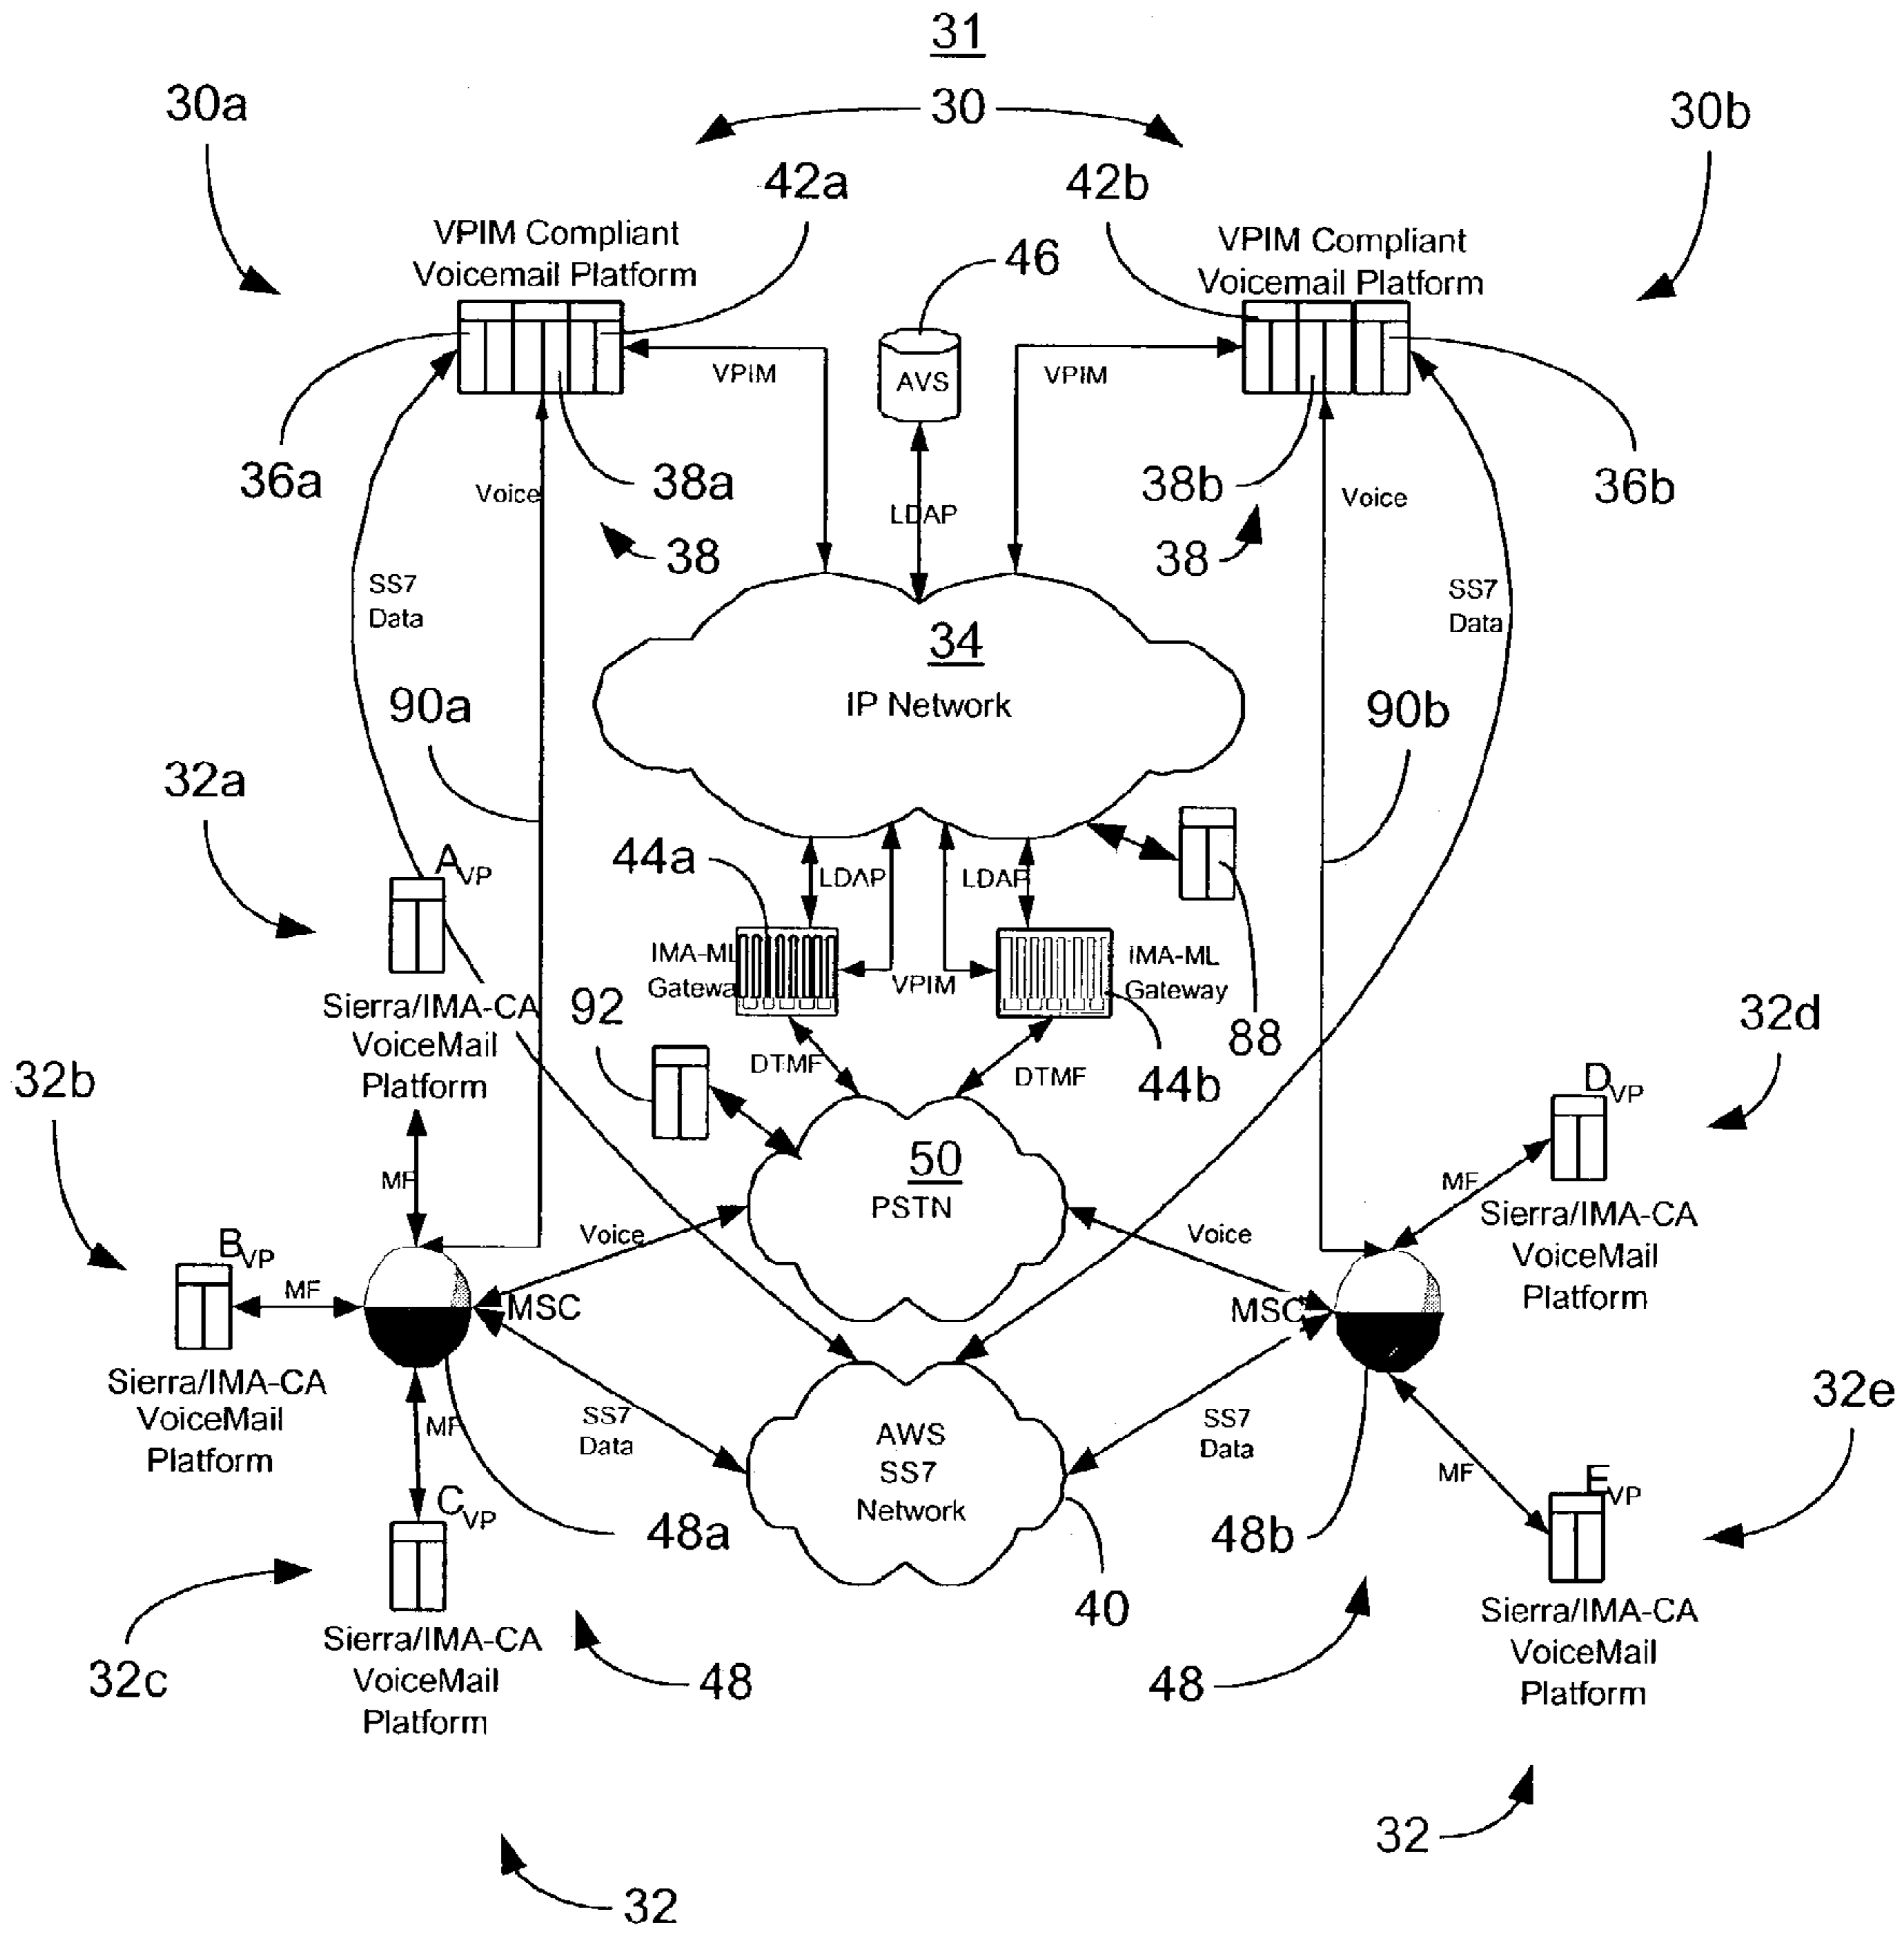 31
30a
30
30b
42a
42b
VPIM Compliant
Voicemail Platform
46
VPIM Compliant
Voicemail Platform
VPIM
AVS
VPIM
36a
Voice
38a
LDAP
38b
Voice
36b
38
38
SS7
Data
SS7
Data
34
IP Network
90a
90b
32a
44a
LDAP
LDAP
AVP
IMA-ML
Gateway
VPIM
IMA-ML
Gateway
88
Sierra/IMA-CA
VoiceMail
Platform
92
DTMF
DTMF
44b
32d
32b
DVP
MF
50
PSTN
MF
Sierra/IMA-CA
VoiceMail
Platform
BVP
MF
Voice
Voice
MSC
MSC
Sierra/IMA-CA
VoiceMail
Platform
MF
SS7
Data
AWS
SS7
Network
SS7
Data
MF
32e
EVP
CVP
48a
48b
40
32c
Sierra/IMA-CA
VoiceMail
Platform
48
48
Sierra/IMA-CA
VoiceMail
Platform
32
32